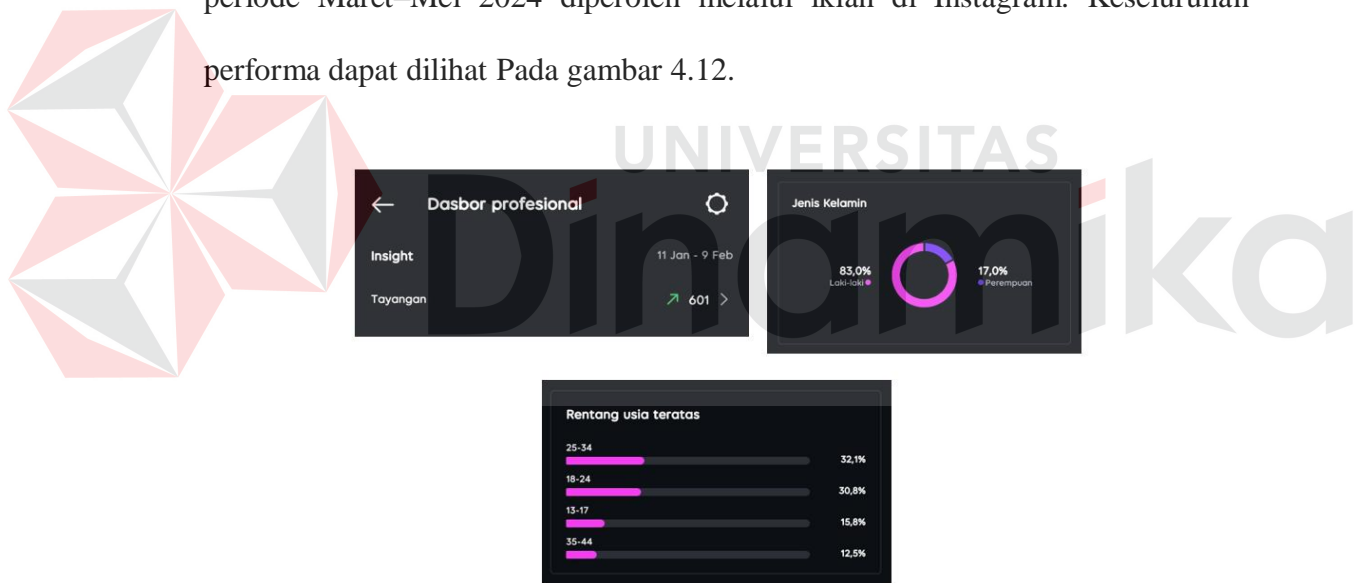 periode Maret–Mei 2024 diperoleh melalui iklan di Instagram. Keseluruhan
performa dapat dilihat Pada gambar 4.12.
UNIVERSITAS
Dinamika
Dasbor profesional
Insight 11 Jan - 9 Feb
Tayangan 601
Jenis Kelamin
83,0% 17,0%
Laki-laki Perempuan
Rentang usia teratas
25-34
32,1%
18-24
30,8%
13-17
15,8%
35-44
12,5%